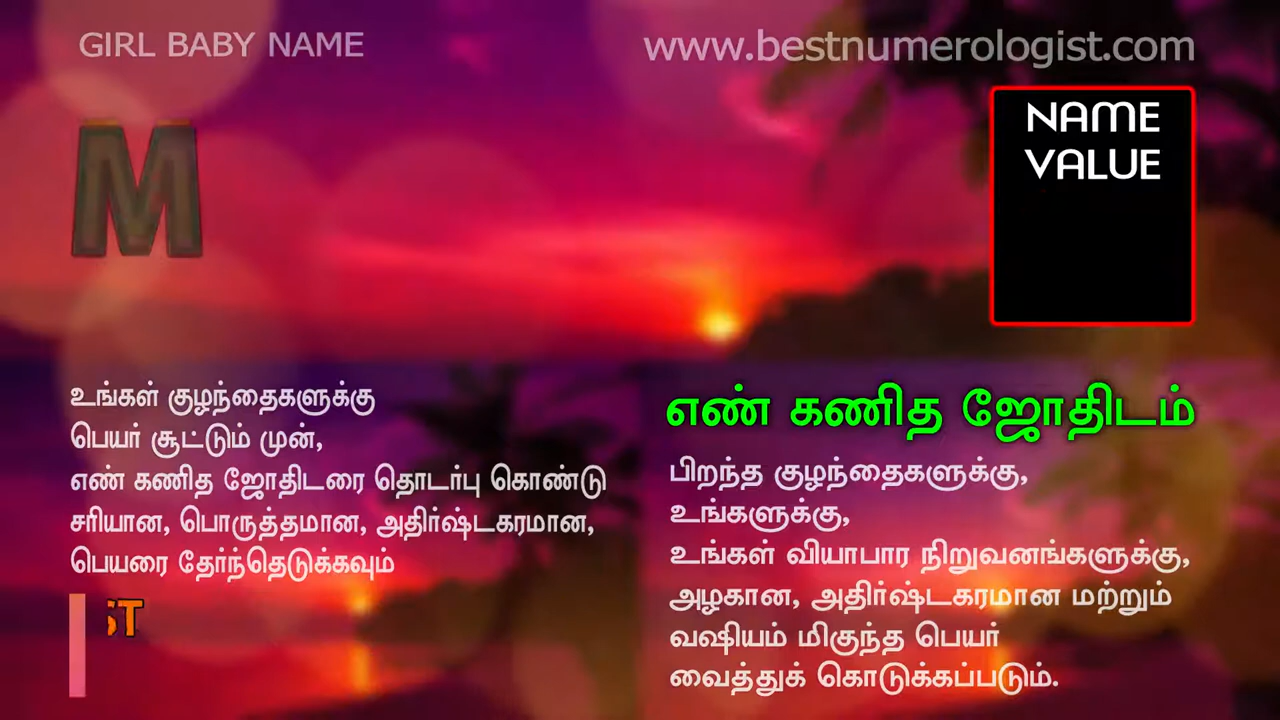 GIRL BABY NAME
www.bestnumerologist.com
M
NAME
VALUE
உங்கள் குழந்தைகளுக்கு
பெயர் சூட்டும் முன்,
எண் கணித ஜோதிடரை தொடர்பு கொண்டு
சரியான, பொருத்தமான, அதிர்ஷ்டகரமான,
பெயரை தேர்ந்தெடுக்கவும்
ST
எண் கணித ஜோதிடம்
பிறந்த குழந்தைகளுக்கு,
உங்களுக்கு,
உங்கள் வியாபார நிறுவனங்களுக்கு,
அழகான, அதிர்ஷ்டகரமான மற்றும்
வஷியம் மிகுந்த பெயர்
வைத்துக் கொடுக்கப்படும்.